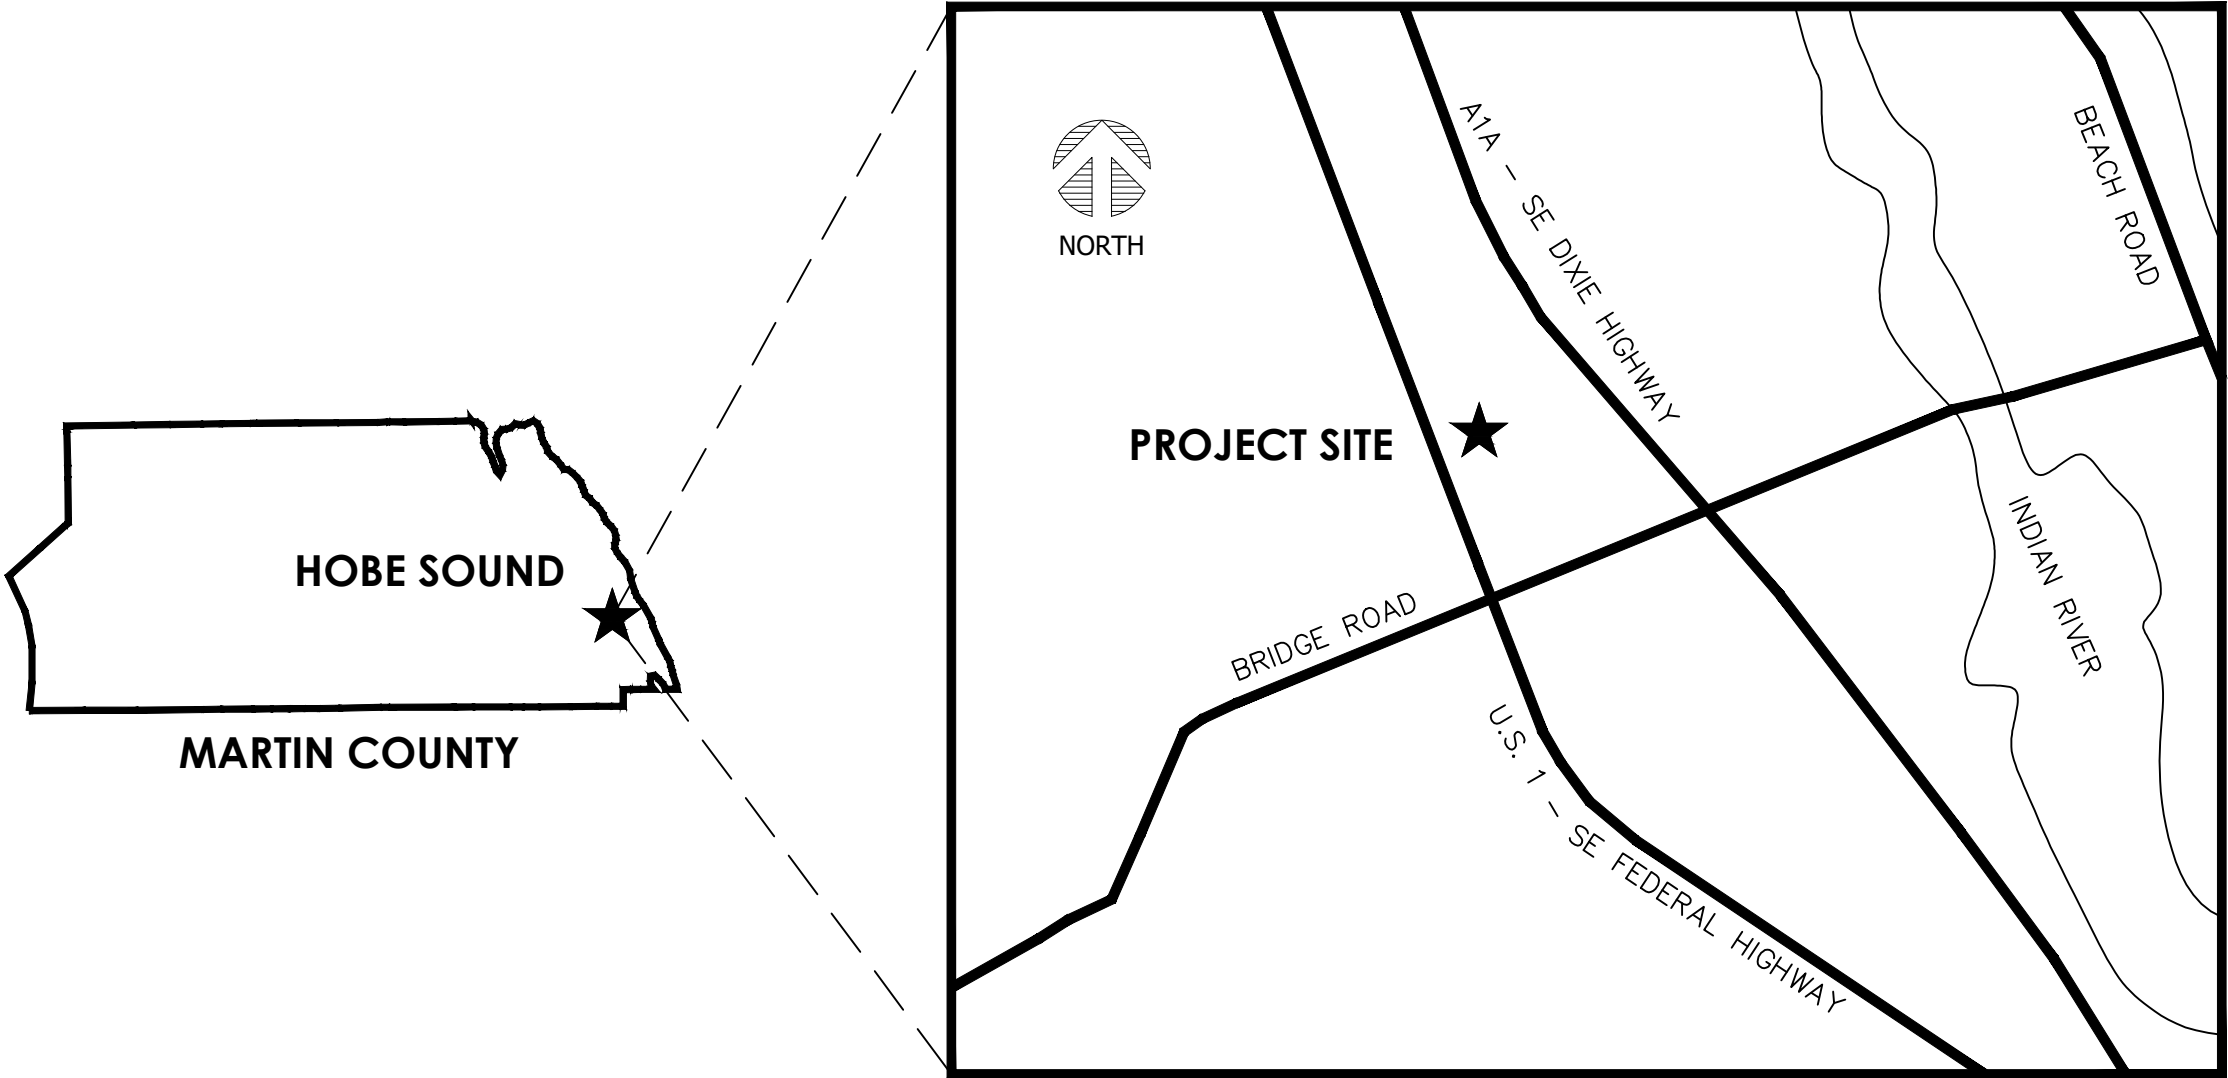 A1A - SE DIXIE HIGHWAY
BEACH ROAD
NORTH
PROJECT SITE
HOBE SOUND
INDIAN RIVER
BRIDGE ROAD
MARTIN COUNTY
U.S. 1 - SE FEDERAL HIGHWAY